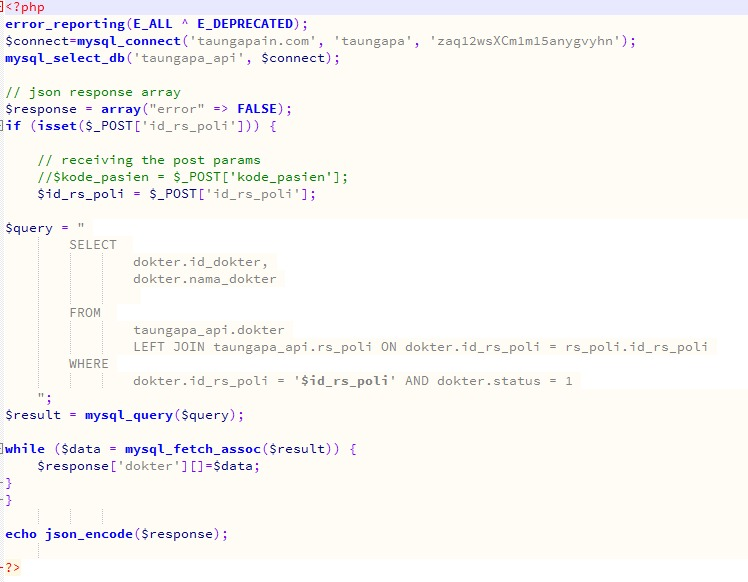 <?php
error_reporting(E_ALL ^ E_DEPRECATED);
$connect=mysql_connect('taungapain.com', 'taungapa', 'zaq12wsXCm1m15anygvyhn');
mysql_select_db('taungapa_api', $connect);
// json response array
$response = array("error" => FALSE);
if (isset($_POST['id_rs_poli'])) {
// receiving the post params
//$kode_pasien = $_POST['kode_pasien'];
$id_rs_poli = $_POST['id_rs_poli'];
$query = "
SELECT
dokter.id_dokter,
dokter.nama_dokter
FROM
taungapa_api.dokter
LEFT JOIN taungapa_api.rs_poli ON dokter.id_rs_poli = rs_poli.id_rs_poli
WHERE
dokter.id_rs_poli = '$id_rs_poli' AND dokter.status = 1
";
$result = mysql_query($query);
while ($data = mysql_fetch_assoc($result)) {
$response['dokter'][]=$data;
}
}
echo json_encode($response);
?>